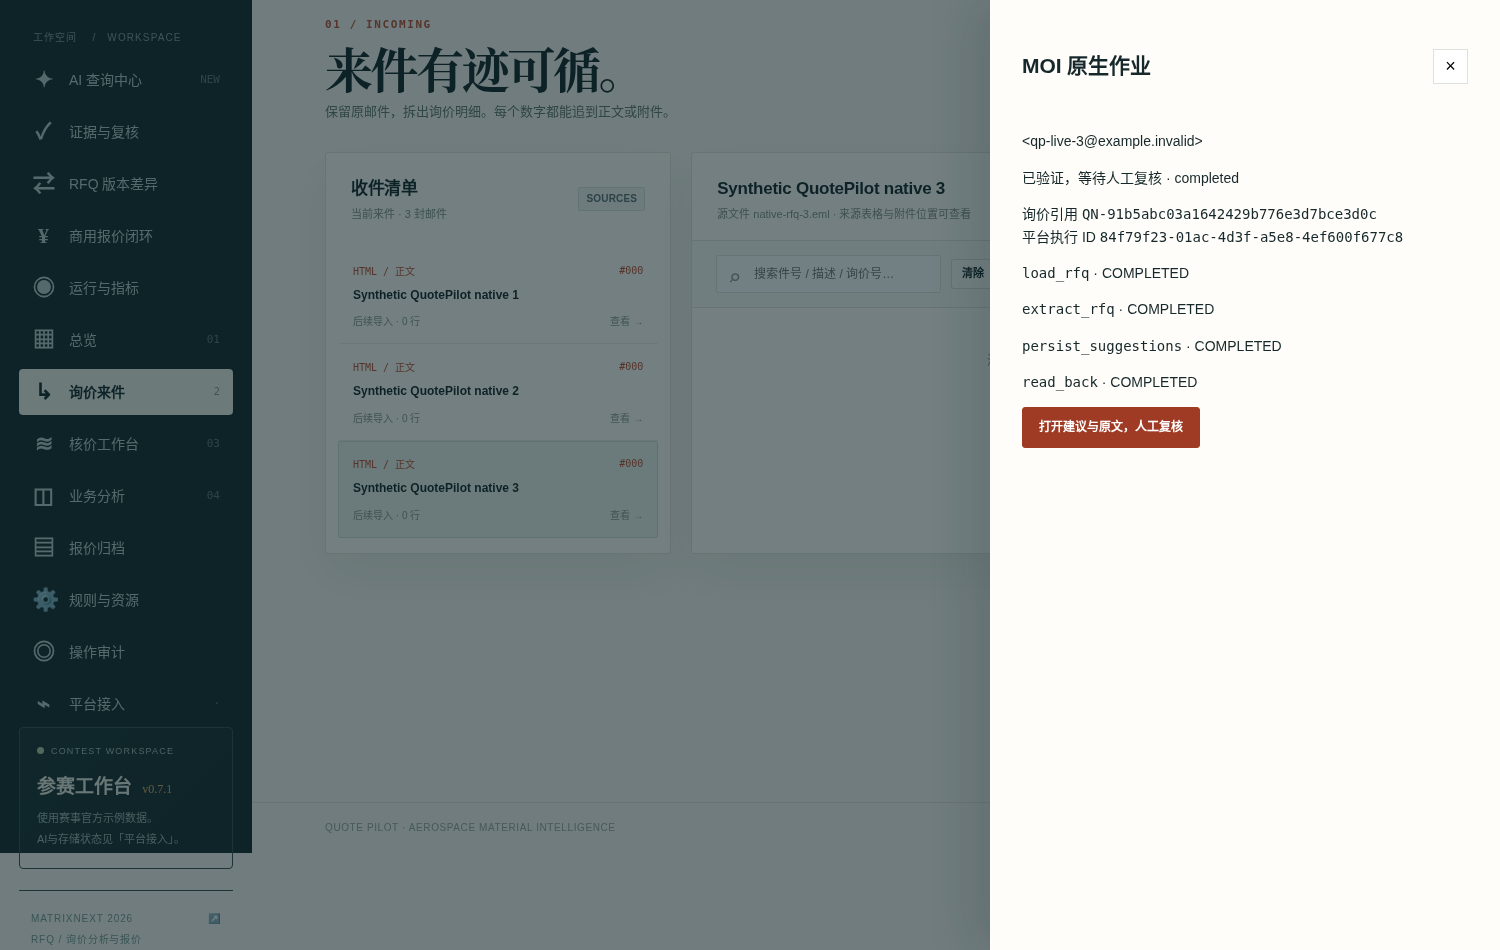 工作空间 / WORKSPACE
AI 查询中心 NEW
证据与复核
RFQ 版本差异
¥ 商用报价闭环
运行与指标
总览 01
询价来件 2
核价工作台 03
业务分析 04
报价归档
规则与资源
操作审计
平台接入 ·
CONTEST WORKSPACE
参赛工作台 v0.7.1
使用赛事官方示例数据。
AI与存储状态见「平台接入」。
MATRIXNEXT 2026
RFQ / 询价分析与报价
01 / INCOMING
来件有迹可循。
保留原邮件，拆出询价明细。每个数字都能追到正文或附件。
收件清单
当前来件 · 3 封邮件
SOURCES
HTML / 正文 #000
Synthetic QuotePilot native 1
后续导入 · 0 行 查看 →
HTML / 正文 #000
Synthetic QuotePilot native 2
后续导入 · 0 行 查看 →
HTML / 正文 #000
Synthetic QuotePilot native 3
后续导入 · 0 行 查看 →
Synthetic QuotePilot native 3
源文件 native-rfq-3.eml · 来源表格与附件位置可查看
搜索件号 / 描述 / 询价号… 清除
QUOTE PILOT · AEROSPACE MATERIAL INTELLIGENCE
MOI 原生作业 ×
<qp-live-3@example.invalid>
已验证，等待人工复核 · completed
询价引用 QN-91b5abc03a1642429b776e3d7bce3d0c
平台执行 ID 84f79f23-01ac-4d3f-a5e8-4ef600f677c8
load_rfq · COMPLETED
extract_rfq · COMPLETED
persist_suggestions · COMPLETED
read_back · COMPLETED
打开建议与原文，人工复核